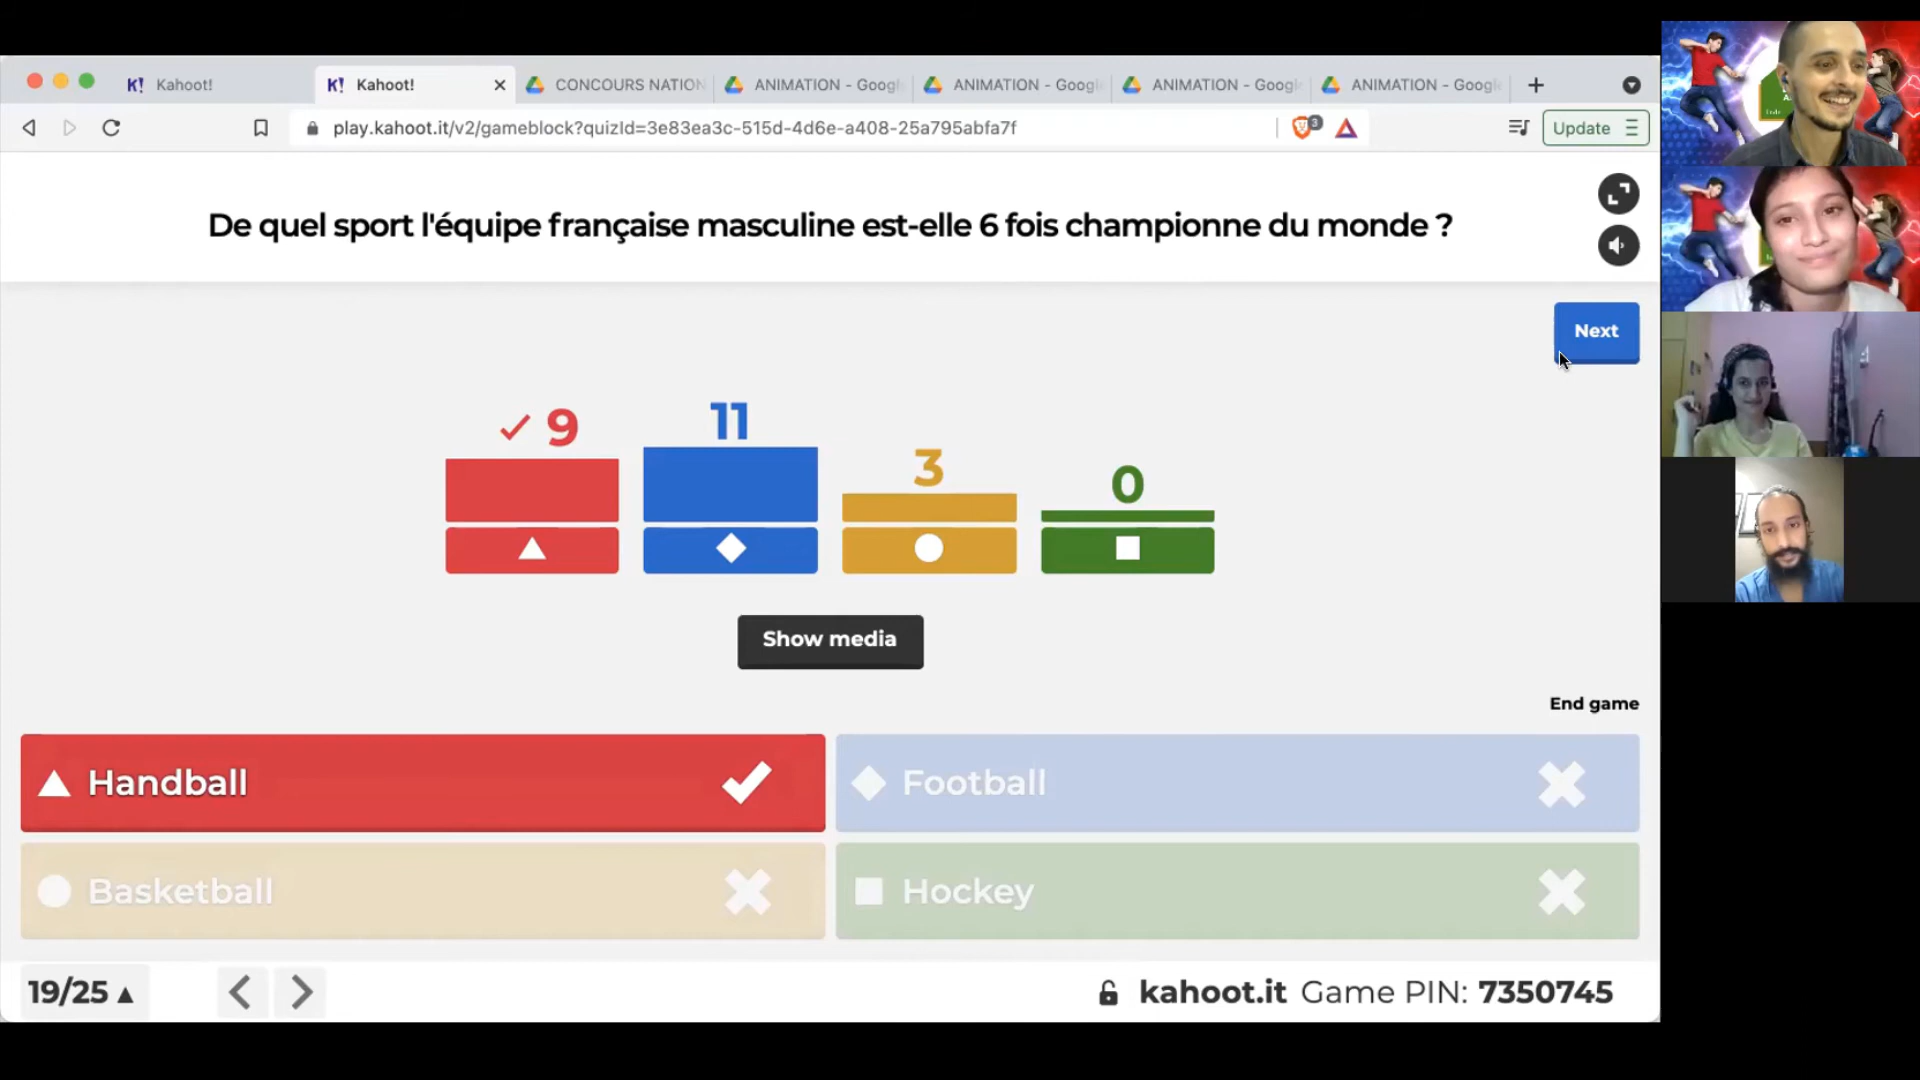 Kahoot!
Kahoot!
CONCOURS NATION
ANIMATION - Googl
ANIMATION - Googl
ANIMATION - Googl
ANIMATION - Googl
play.kahoot.it/v2/gameblock?quizId=3e83ea3c-515d-4d6e-a408-25a795abfa7f
3
Update
De quel sport l'équipe française masculine est-elle 6 fois championne du monde ?
Next
9
11
3
0
Show media
End game
Handball
Football
Basketball
Hockey
19/25
kahoot.it Game PIN: 7350745